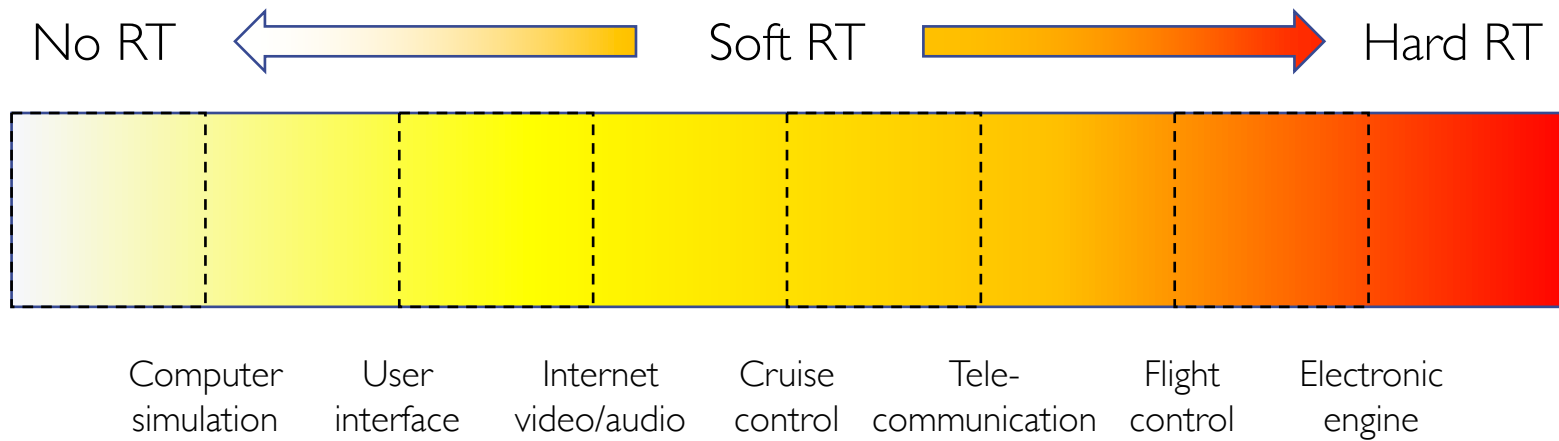 No RT Soft RT Hard RT
Computer simulation
User interface
Internet video/audio
Cruise control
Tele-communication
Flight control
Electronic engine